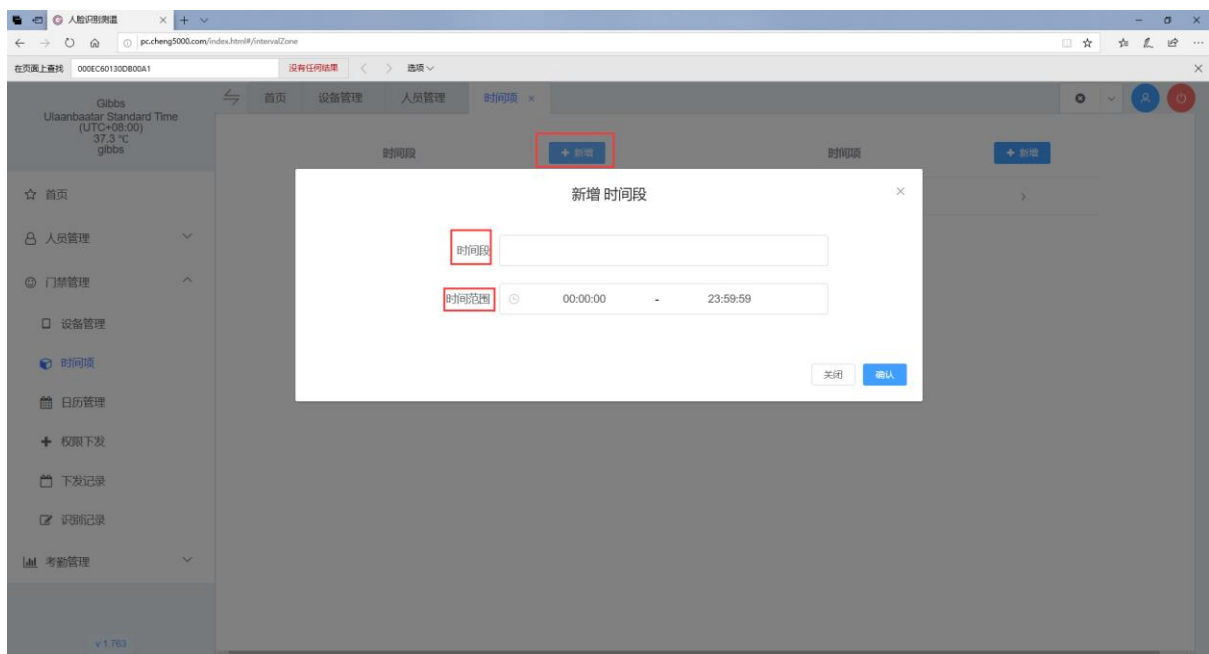 人脸识别测温
pc.cheng5000.com/index.html#/intervalZone
在页面上查找 000EC60130DB00A1 没有任何结果 选项
Gibbs
Ulaanbaatar Standard Time
(UTC+08:00)
37.3 °C
gibbs
首页 设备管理 人员管理 时间项
时间段 新增 时间项 新增
首页
人员管理
门禁管理
设备管理
时间项
日历管理
权限下发
下发记录
识别记录
考勤管理
v 1.763
新增 时间段
时间段
时间范围 00:00:00 - 23:59:59
关闭 确认